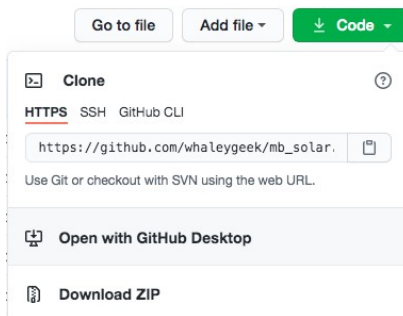 Go to file Add file Code
Clone
HTTPS SSH GitHub CLI
https://github.com/whaleygeek/mb_solar.
Use Git or checkout with SVN using the web URL.
Open with GitHub Desktop
Download ZIP